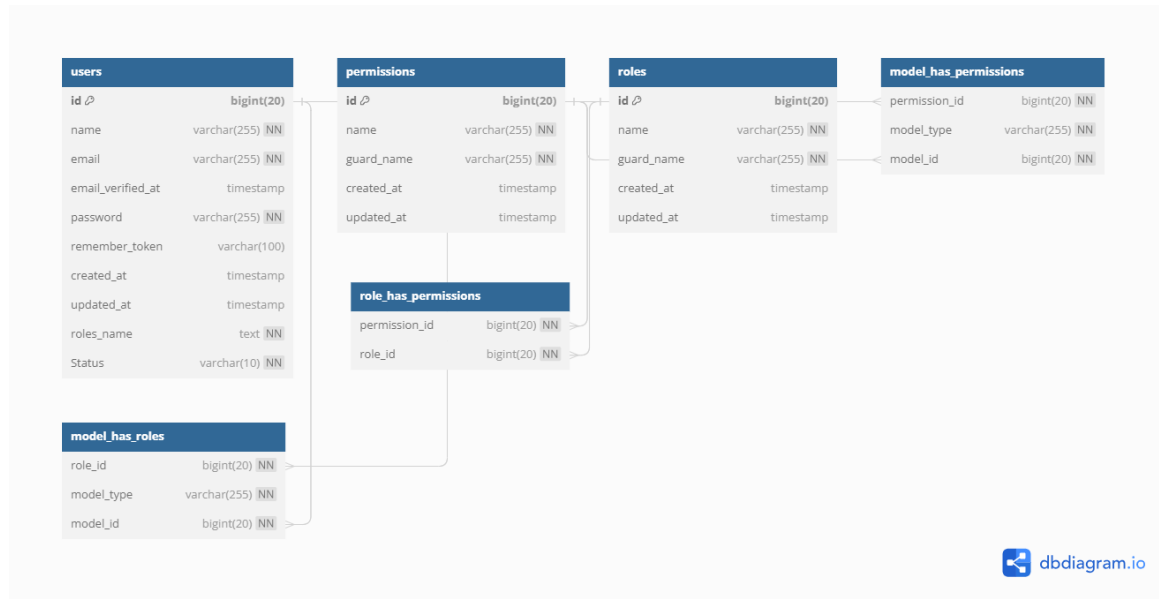 users
id bigint(20)
name varchar(255) NN
email varchar(255) NN
email_verified_at timestamp
password varchar(255) NN
remember_token varchar(100)
created_at timestamp
updated_at timestamp
roles_name text NN
Status varchar(10) NN
permissions
id bigint(20)
name varchar(255) NN
guard_name varchar(255) NN
created_at timestamp
updated_at timestamp
roles
id bigint(20)
name varchar(255) NN
guard_name varchar(255) NN
created_at timestamp
updated_at timestamp
model_has_permissions
permission_id bigint(20) NN
model_type varchar(255) NN
model_id bigint(20) NN
role_has_permissions
permission_id bigint(20) NN
role_id bigint(20) NN
model_has_roles
role_id bigint(20) NN
model_type varchar(255) NN
model_id bigint(20) NN
dbdiagram.io